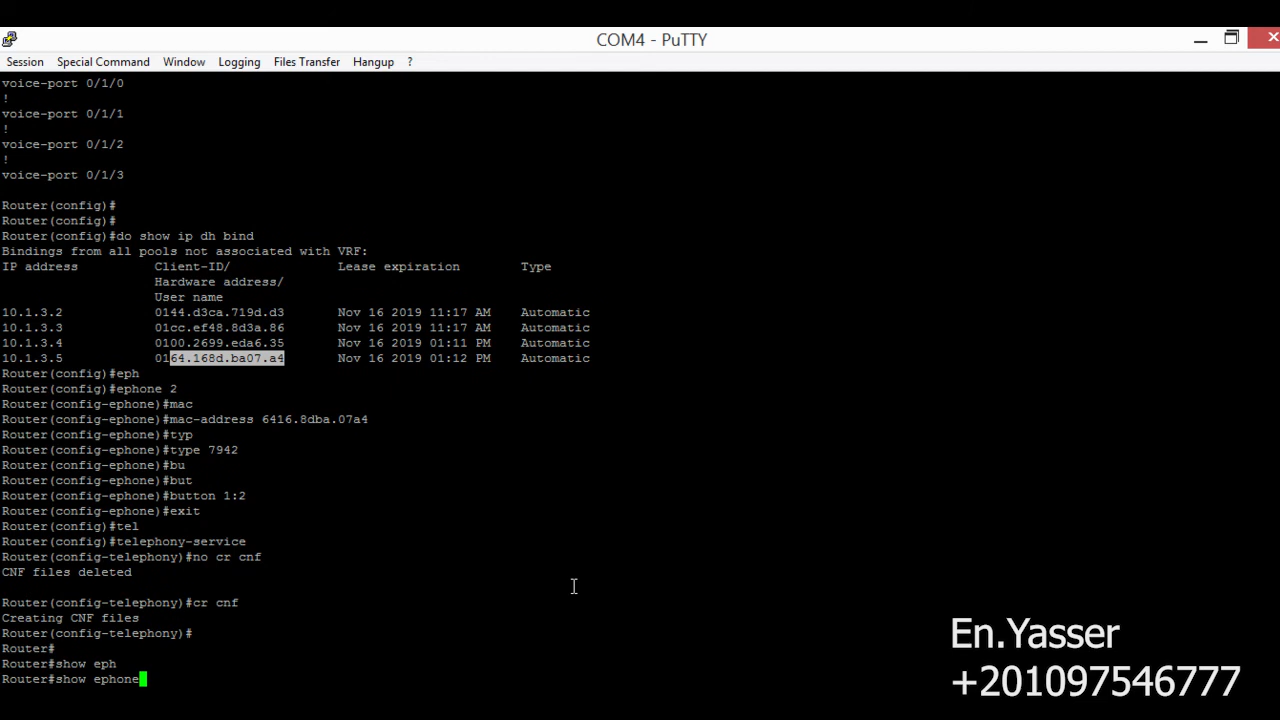 COM4 - PuTTY
Session Special Command Window Logging Files Transfer Hangup ?
voice-port 0/1/0
!
voice-port 0/1/1
!
voice-port 0/1/2
!
voice-port 0/1/3
Router(config)#
Router(config)#
Router(config)#do show ip dh bind
Bindings from all pools not associated with VRF:
IP address Client-ID/ Lease expiration Type
Hardware address/
User name
10.1.3.2 0144.d3ca.719d.d3 Nov 16 2019 11:17 AM Automatic
10.1.3.3 01cc.ef48.8d3a.86 Nov 16 2019 11:17 AM Automatic
10.1.3.4 0100.2699.eda6.35 Nov 16 2019 01:11 PM Automatic
10.1.3.5 0164.168d.ba07.a4 Nov 16 2019 01:12 PM Automatic
Router(config)#eph
Router(config)#ephone 2
Router(config-ephone)#mac
Router(config-ephone)#mac-address 6416.8dba.07a4
Router(config-ephone)#typ
Router(config-ephone)#type 7942
Router(config-ephone)#bu
Router(config-ephone)#but
Router(config-ephone)#button 1:2
Router(config-ephone)#exit
Router(config)#tel
Router(config)#telephony-service
Router(config-telephony)#no cr cnf
CNF files deleted
Router(config-telephony)#cr cnf
Creating CNF files
Router(config-telephony)#
Router#
Router#show eph
Router#show ephone
En.Yasser
+201097546777